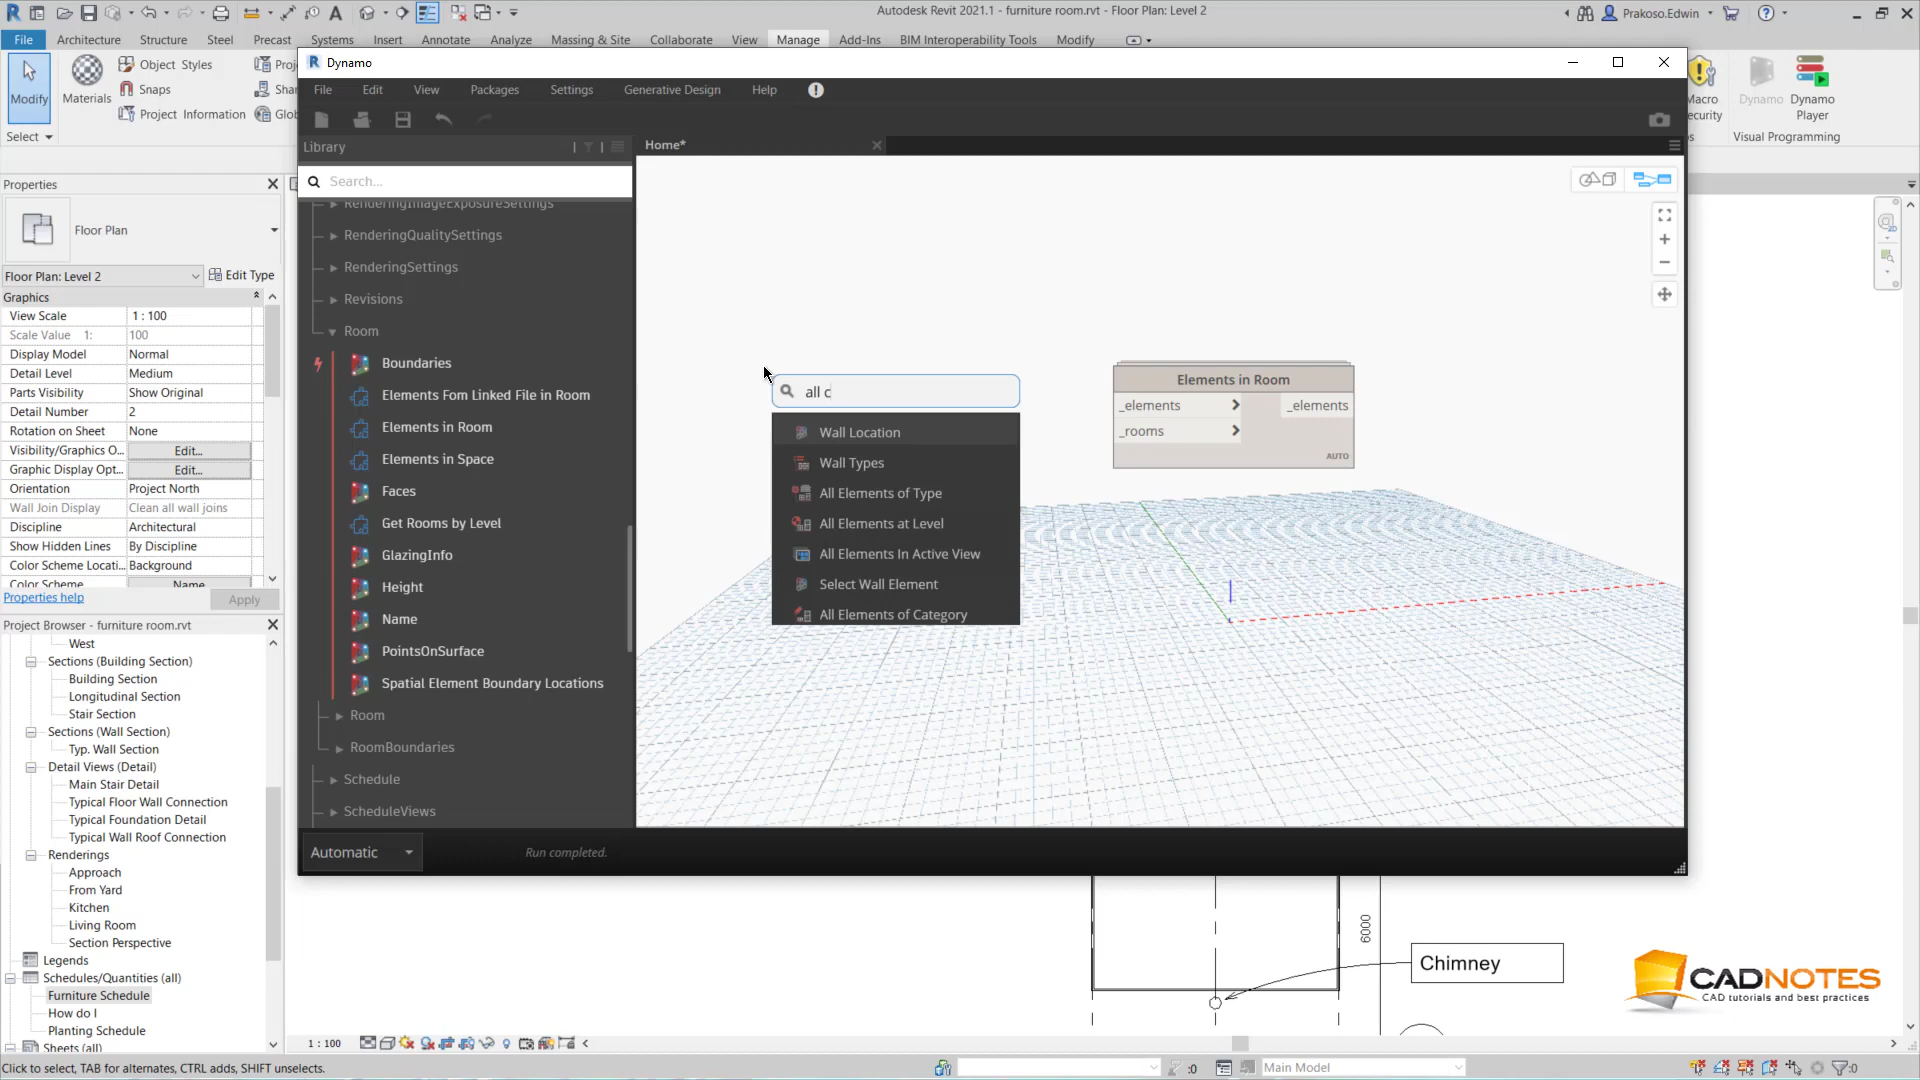 Autodesk Revit 2021.1 - furniture room.rvt - Floor Plan: Level 2
Prakoso.Edwin
File Architecture Structure Steel Precast Systems Insert Annotate Analyze Massing & Site Collaborate View Manage Add-Ins BIM Interoperability Tools Modify
Modify
Materials
Object Styles
Snaps
Project Information
Select
Dynamo
Dynamo
Player
Visual Programming
Dynamo
File Edit View Packages Settings Generative Design Help
Library
Home*
Search...
RenderingImageExposureSettings
RenderingQualitySettings
RenderingSettings
Revisions
Room
Boundaries
Elements Fom Linked File in Room
Elements in Room
Elements in Space
Faces
Get Rooms by Level
GlazingInfo
Height
Name
PointsOnSurface
Spatial Element Boundary Locations
Room
RoomBoundaries
Schedule
ScheduleViews
Automatic
Run completed.
all c
Wall Location
Wall Types
All Elements of Type
All Elements at Level
All Elements In Active View
Select Wall Element
All Elements of Category
Elements in Room
_elements _elements
_rooms
AUTO
Properties
Floor Plan
Floor Plan: Level 2 Edit Type
Graphics
View Scale 1 : 100
Scale Value 1: 100
Display Model Normal
Detail Level Medium
Parts Visibility Show Original
Detail Number 2
Rotation on Sheet None
Visibility/Graphics O... Edit...
Graphic Display Opt... Edit...
Orientation Project North
Wall Join Display Clean all wall joins
Discipline Architectural
Show Hidden Lines By Discipline
Color Scheme Locati... Background
Color Scheme Name
Properties help Apply
Project Browser - furniture room.rvt
West
Sections (Building Section)
Building Section
Longitudinal Section
Stair Section
Sections (Wall Section)
Typ. Wall Section
Detail Views (Detail)
Main Stair Detail
Typical Floor Wall Connection
Typical Foundation Detail
Typical Wall Roof Connection
Renderings
Approach
From Yard
Kitchen
Living Room
Section Perspective
Legends
Schedules/Quantities (all)
Furniture Schedule
How do I
Planting Schedule
Sheets (all)
6000
Chimney
CADNOTES
CAD tutorials and best practices
1 : 100
Click to select, TAB for alternates, CTRL adds, SHIFT unselects.
:0
Main Model
:0